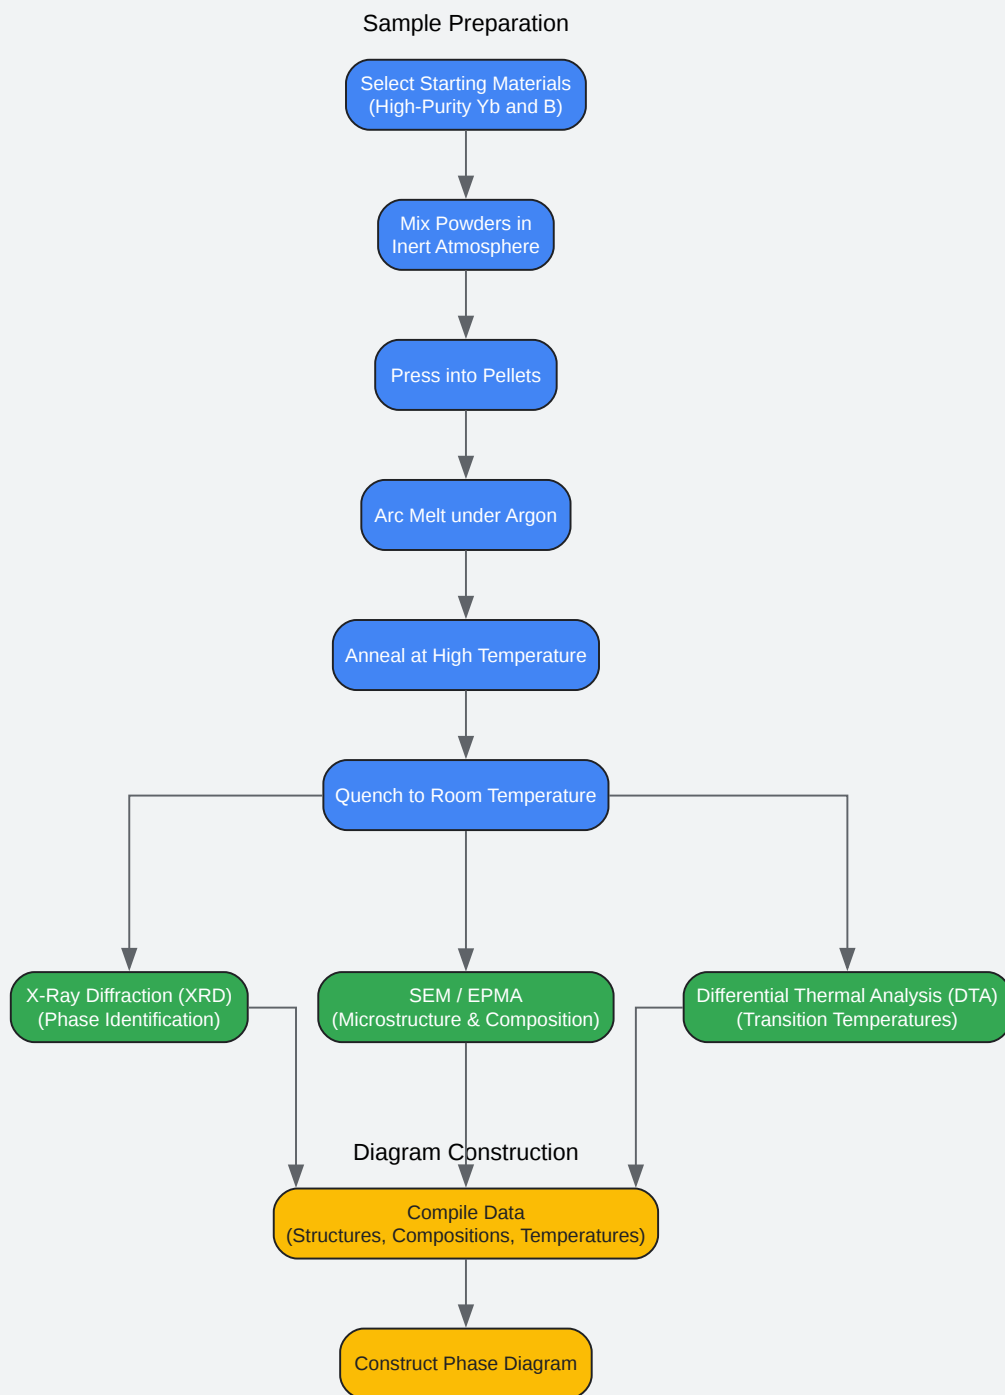 Sample Preparation
Select Starting Materials
(High-Purity Yb and B)
Mix Powders in
Inert Atmosphere
Press into Pellets
Arc Melt under Argon
Anneal at High Temperature
Quench to Room Temperature
X-Ray Diffraction (XRD)
(Phase Identification)
SEM / EPMA
(Microstructure & Composition)
Differential Thermal Analysis (DTA)
(Transition Temperatures)
Diagram Construction
Compile Data
(Structures, Compositions, Temperatures)
Construct Phase Diagram